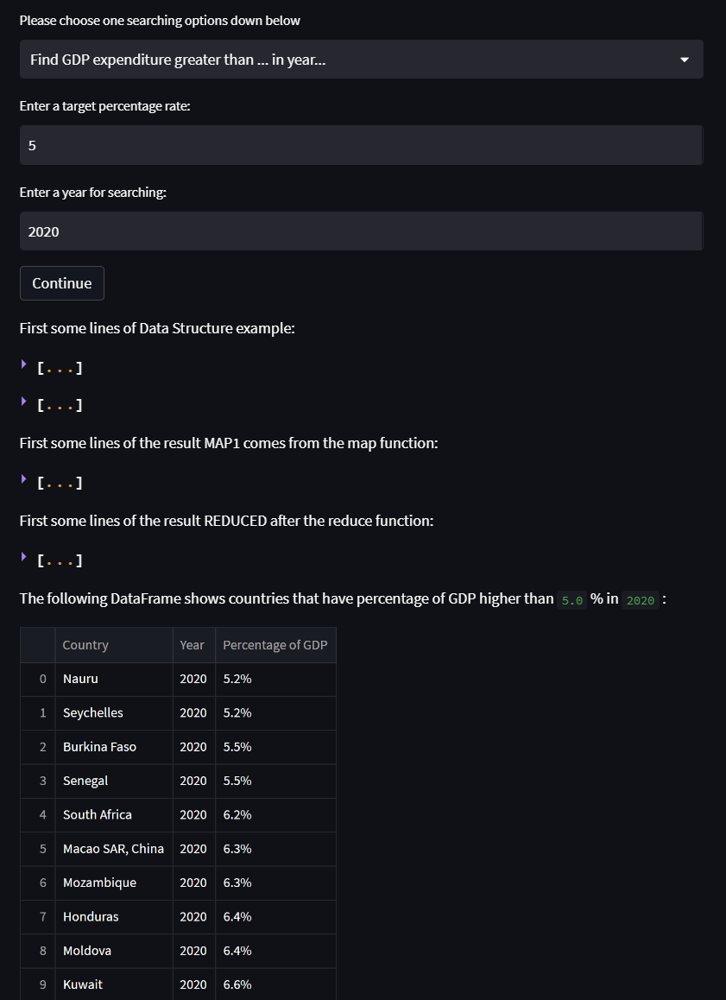 Please choose one searching options down below
Find GDP expenditure greater than ... in year...
Enter a target percentage rate:
5
Enter a year for searching:
2020
Continue
First some lines of Data Structure example:
[...]
[...]
First some lines of the result MAP1 comes from the map function:
[...]
First some lines of the result REDUCED after the reduce function:
[...]
The following DataFrame shows countries that have percentage of GDP higher than 5.0 % in 2020 :
Country Year Percentage of GDP
0 Nauru 2020 5.2%
1 Seychelles 2020 5.2%
2 Burkina Faso 2020 5.5%
3 Senegal 2020 5.5%
4 South Africa 2020 6.2%
5 Macao SAR, China 2020 6.3%
6 Mozambique 2020 6.3%
7 Honduras 2020 6.4%
8 Moldova 2020 6.4%
9 Kuwait 2020 6.6%